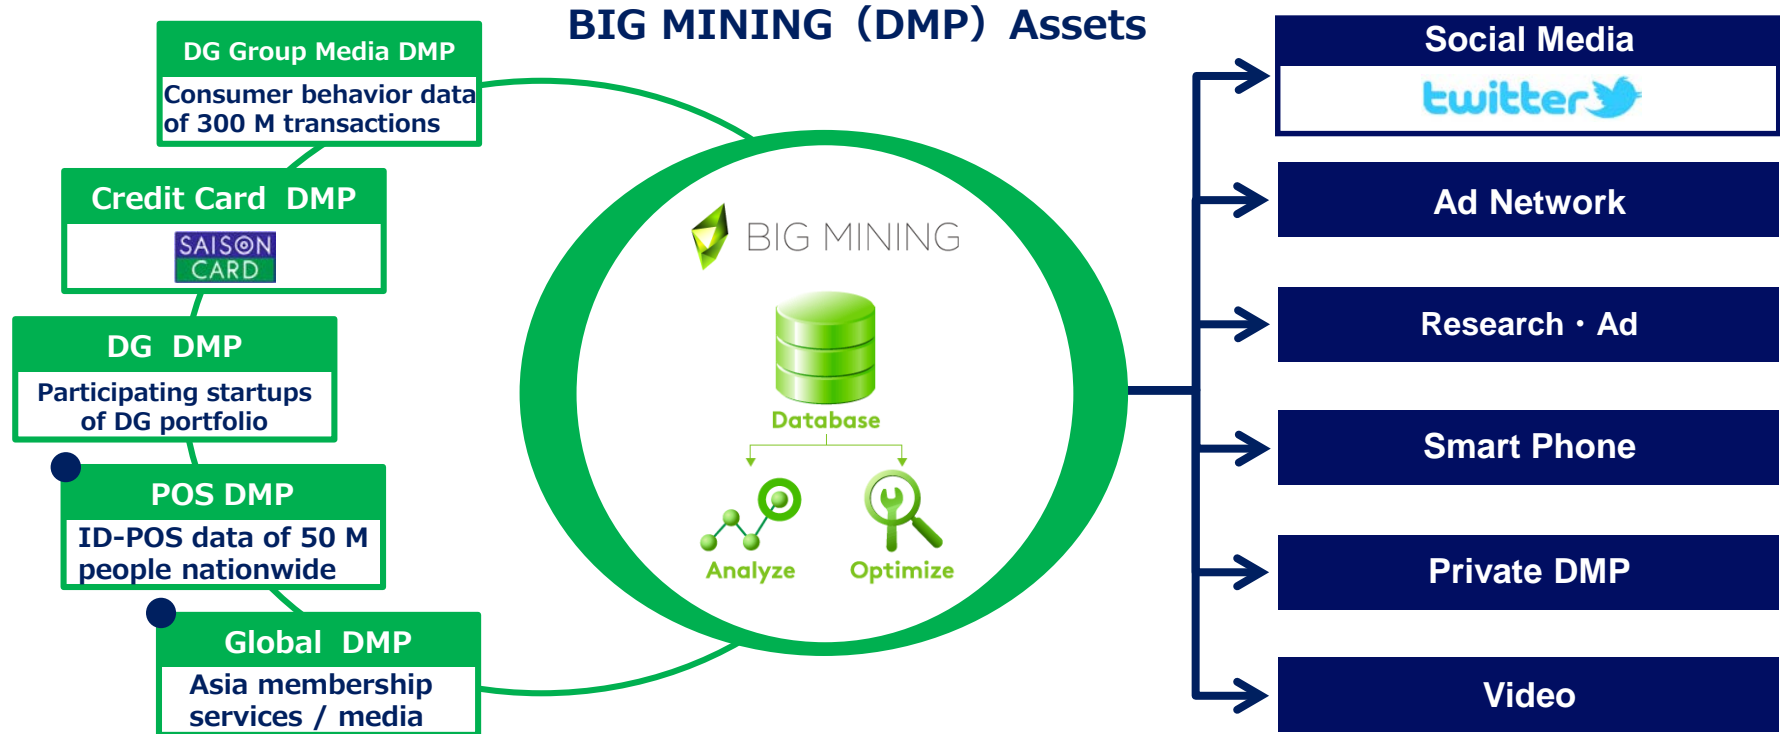 BIG MINING（DMP）Assets
DG Group Media DMP
Consumer behavior data
of 300 M transactions
Credit Card DMP
SAISON
CARD
DG DMP
Participating startups
of DG portfolio
POS DMP
ID-POS data of 50 M
people nationwide
Global DMP
Asia membership
services / media
BIG MINING
Database
Analyze
Optimize
Social Media
twitter
Ad Network
Research・Ad
Smart Phone
Private DMP
Video